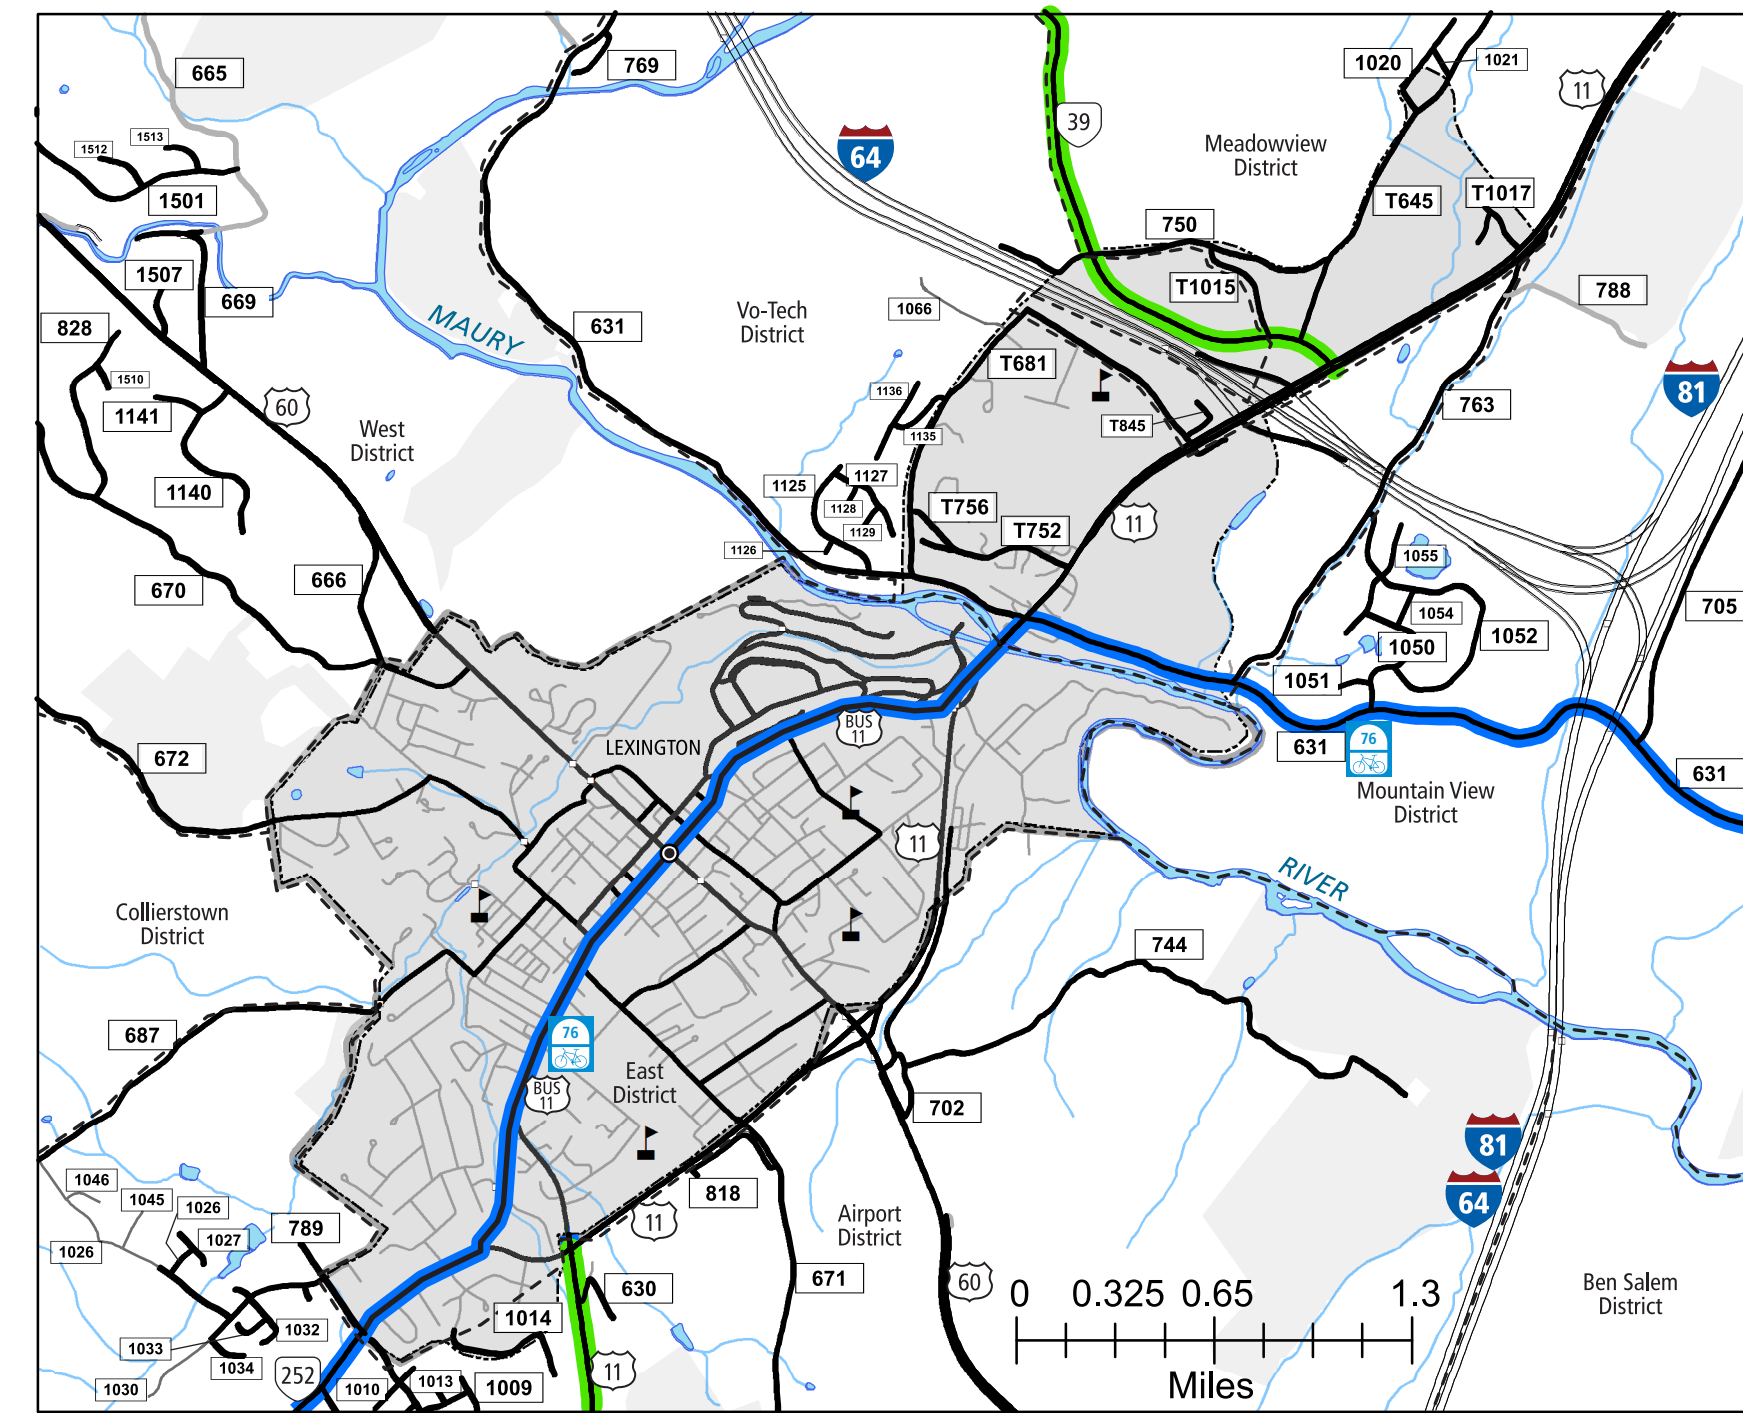 665
769
1020
1021
11
39
64
Meadowview
District
1513
1512
1501
T645
T1017
750
1507
669
T1015
788
1066
828
MAURY
631
Vo-Tech
District
T681
81
1510
60
1141
1136
763
T845
West
District
1135
1127
1125
1140
1128
T756
11
1129
T752
1126
1055
666
670
705
1054
1052
1050
1051
BUS
11
LEXINGTON
631
76
672
631
Mountain View
District
11
RIVER
Collierstown
District
744
687
76
East
District
BUS
11
702
81
1046
1045
1026
818
64
789
11
Airport
District
1027
1026
671
60
630
0 0.325 0.65 1.3
Ben Salem
District
1014
1032
1033
1034
252
11
1030
1010
1013
1009
Miles